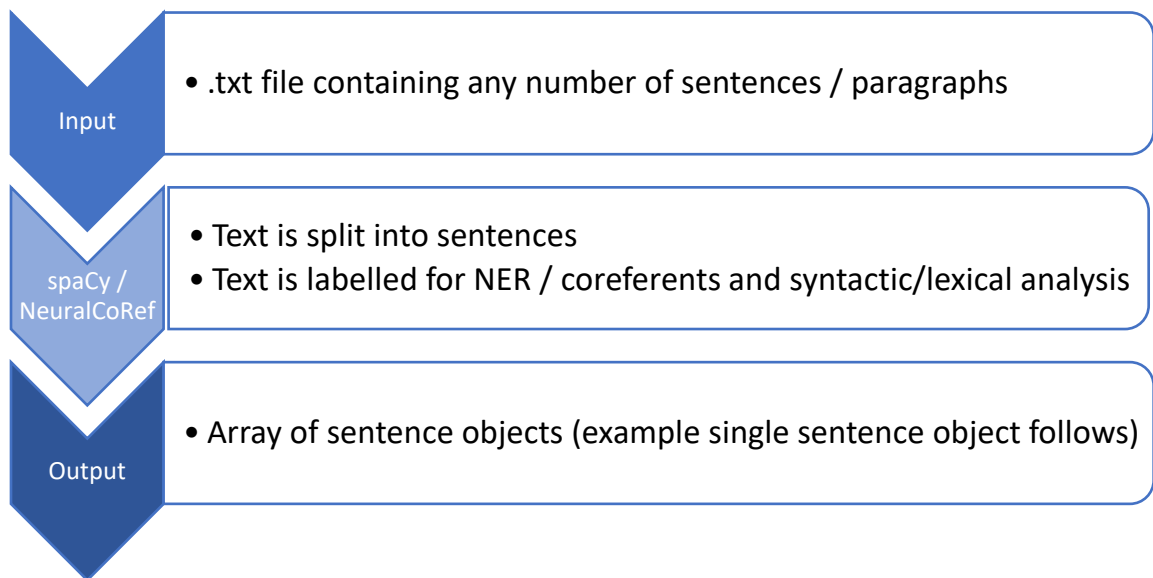 Input
• .txt file containing any number of sentences / paragraphs
spaCy /
NeuralCoRef
• Text is split into sentences
• Text is labelled for NER / coreferents and syntactic/lexical analysis
Output
• Array of sentence objects (example single sentence object follows)